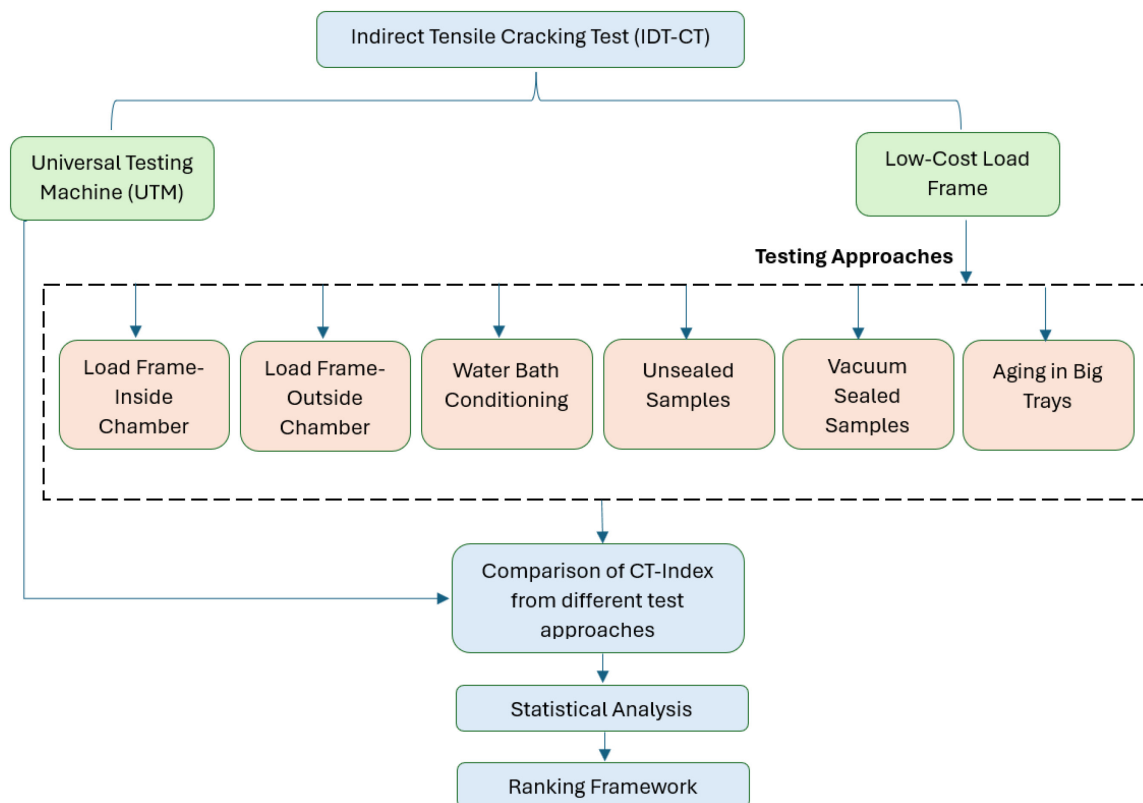 Indirect Tensile Cracking Test (IDT-CT)
Universal Testing
Machine (UTM)
Low-Cost Load
Frame
Testing Approaches
Load Frame-
Inside
Chamber
Load Frame-
Outside
Chamber
Water Bath
Conditioning
Unsealed
Samples
Vacuum
Sealed
Samples
Aging in Big
Trays
Comparison of CT-Index
from different test
approaches
Statistical Analysis
Ranking Framework